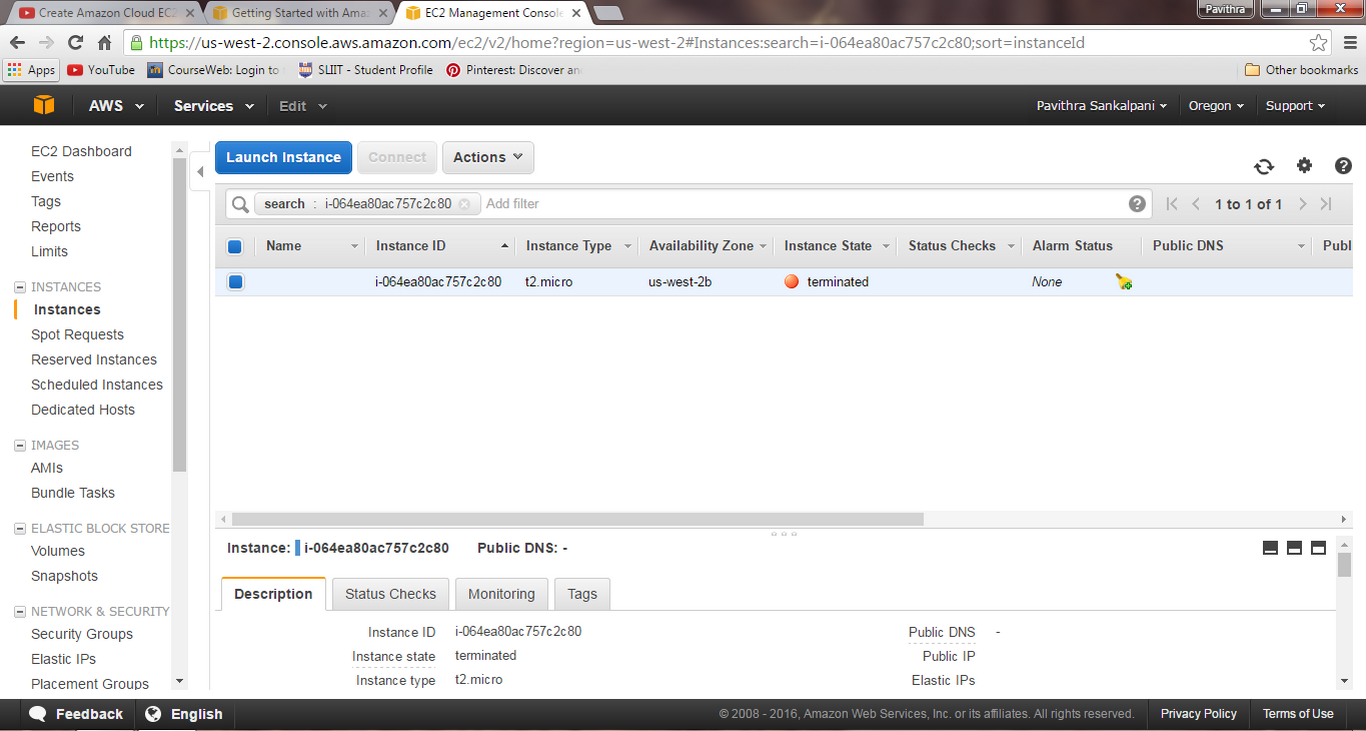 Create Amazon Cloud EC2
Getting Started with Ama
EC2 Management Console
Pavithra
https://us-west-2.console.aws.amazon.com/ec2/v2/home?region=us-west-2#Instances:search=i-064ea80ac757c2c80;sort=instanceId
Apps YouTube CourseWeb: Login to SLIIT - Student Profile Pinterest: Discover an Other bookmarks
AWS Services Edit Pavithra Sankalpani Oregon Support
EC2 Dashboard
Events
Tags
Reports
Limits
INSTANCES
Instances
Spot Requests
Reserved Instances
Scheduled Instances
Dedicated Hosts
IMAGES
AMIs
Bundle Tasks
ELASTIC BLOCK STORE
Volumes
Snapshots
NETWORK & SECURITY
Security Groups
Elastic IPs
Placement Groups
Launch Instance Connect Actions
search : i-064ea80ac757c2c80 Add filter 1 to 1 of 1
Name Instance ID Instance Type Availability Zone Instance State Status Checks Alarm Status Public DNS Publ
i-064ea80ac757c2c80 t2.micro us-west-2b terminated None
Instance: i-064ea80ac757c2c80 Public DNS: -
Description Status Checks Monitoring Tags
Instance ID i-064ea80ac757c2c80 Public DNS -
Instance state terminated Public IP
Instance type t2.micro Elastic IPs
Feedback English © 2008 - 2016, Amazon Web Services, Inc. or its affiliates. All rights reserved. Privacy Policy Terms of Use